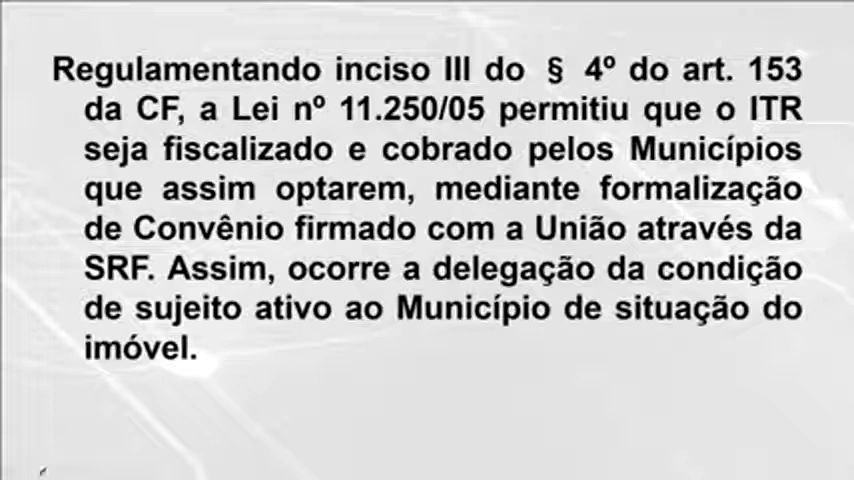 Regulamentando inciso III do § 4º do art. 153
da CF, a Lei nº 11.250/05 permitiu que o ITR
seja fiscalizado e cobrado pelos Municípios
que assim optarem, mediante formalização
de Convênio firmado com a União através da
SRF. Assim, ocorre a delegação da condição
de sujeito ativo ao Município de situação do
imóvel.